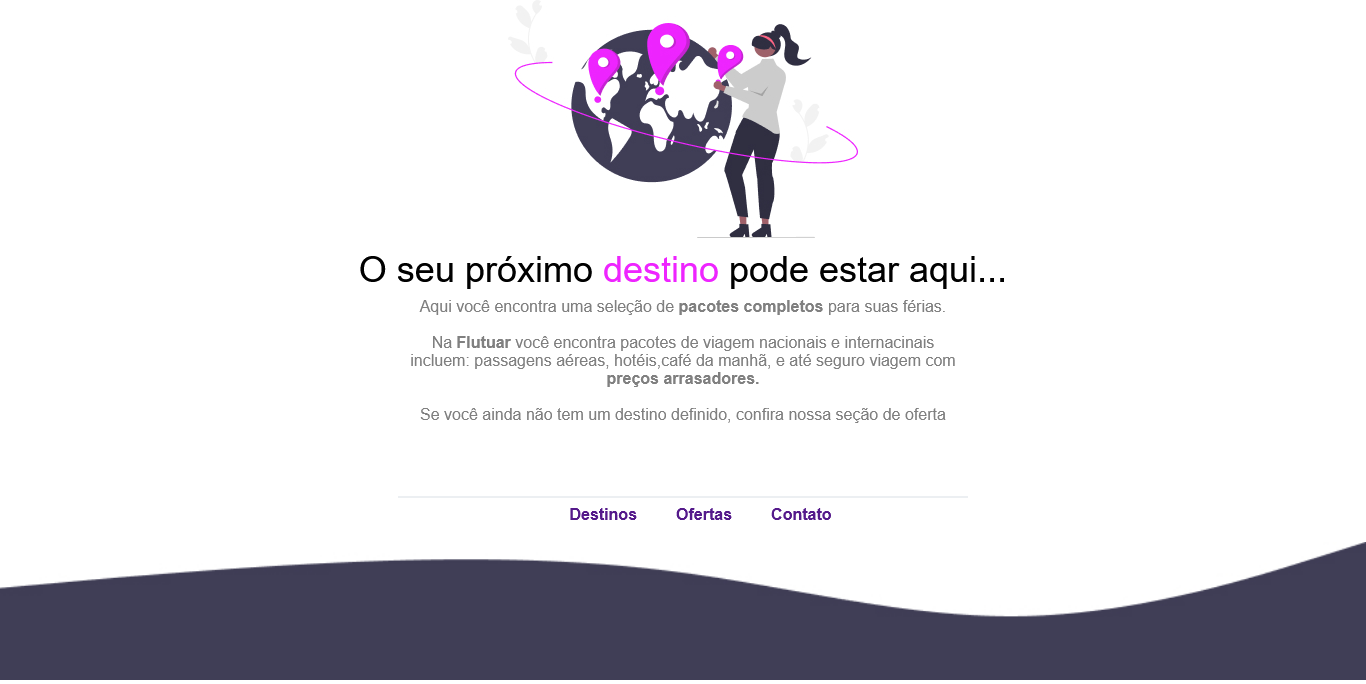 O seu próximo destino pode estar aqui...
Aqui você encontra uma seleção de pacotes completos para suas férias.
Na Flutuar você encontra pacotes de viagem nacionais e internacinais
incluem: passagens aéreas, hotéis,café da manhã, e até seguro viagem com
preços arrasadores.
Se você ainda não tem um destino definido, confira nossa seção de oferta
Destinos Ofertas Contato